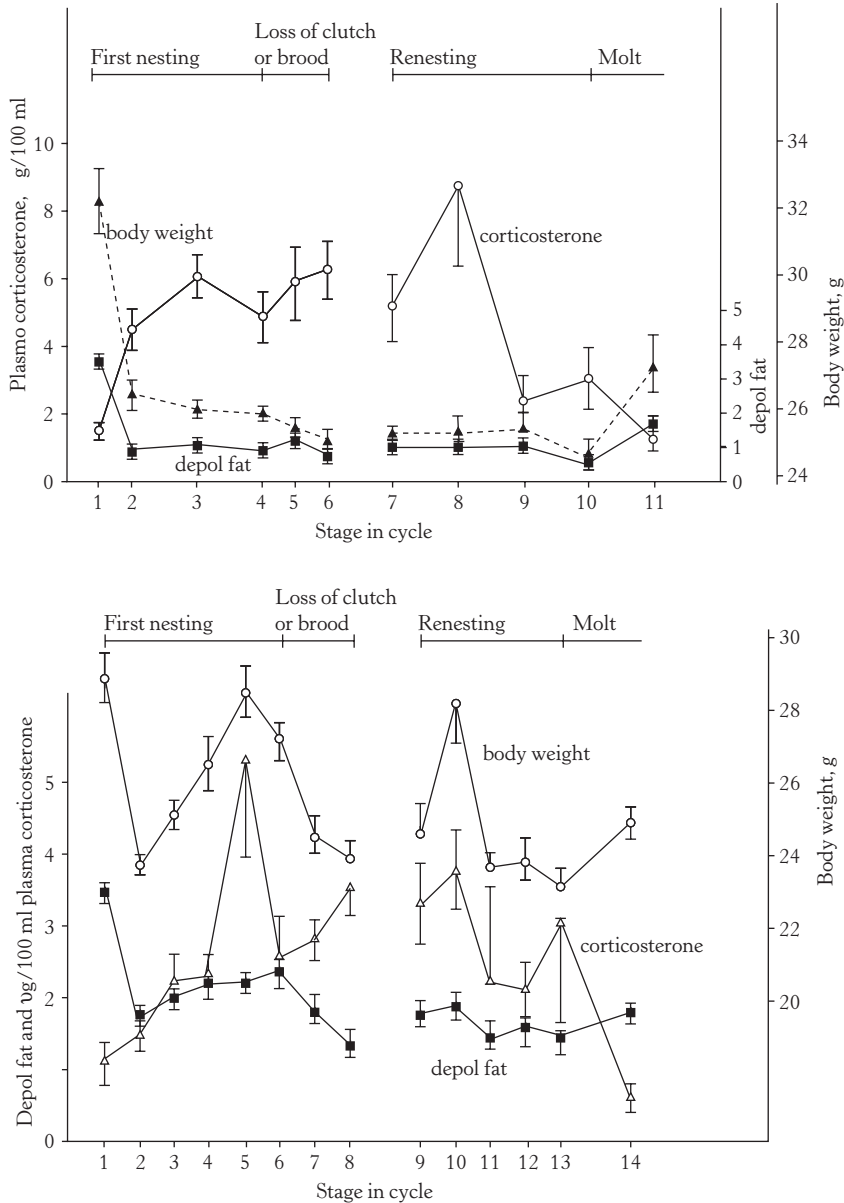 Loss of clutch
First nesting or brood Renesting Molt
Plasmo corticosterone, g/100 ml
10
8
6
4
2
0
body weight
corticosterone
depol fat
5
4
3
2
1
0
depol fat
34
32
30
28
26
24
Body weight, g
1 2 3 4 5 6 7 8 9 10 11
Stage in cycle
Loss of clutch
First nesting or brood Renesting Molt
Depol fat and υg/100 ml plasma corticosterone
5
4
3
2
1
0
body weight
corticosterone
depol fat
30
28
26
24
22
20
Body weight, g
1 2 3 4 5 6 7 8 9 10 11 12 13 14
Stage in cycle